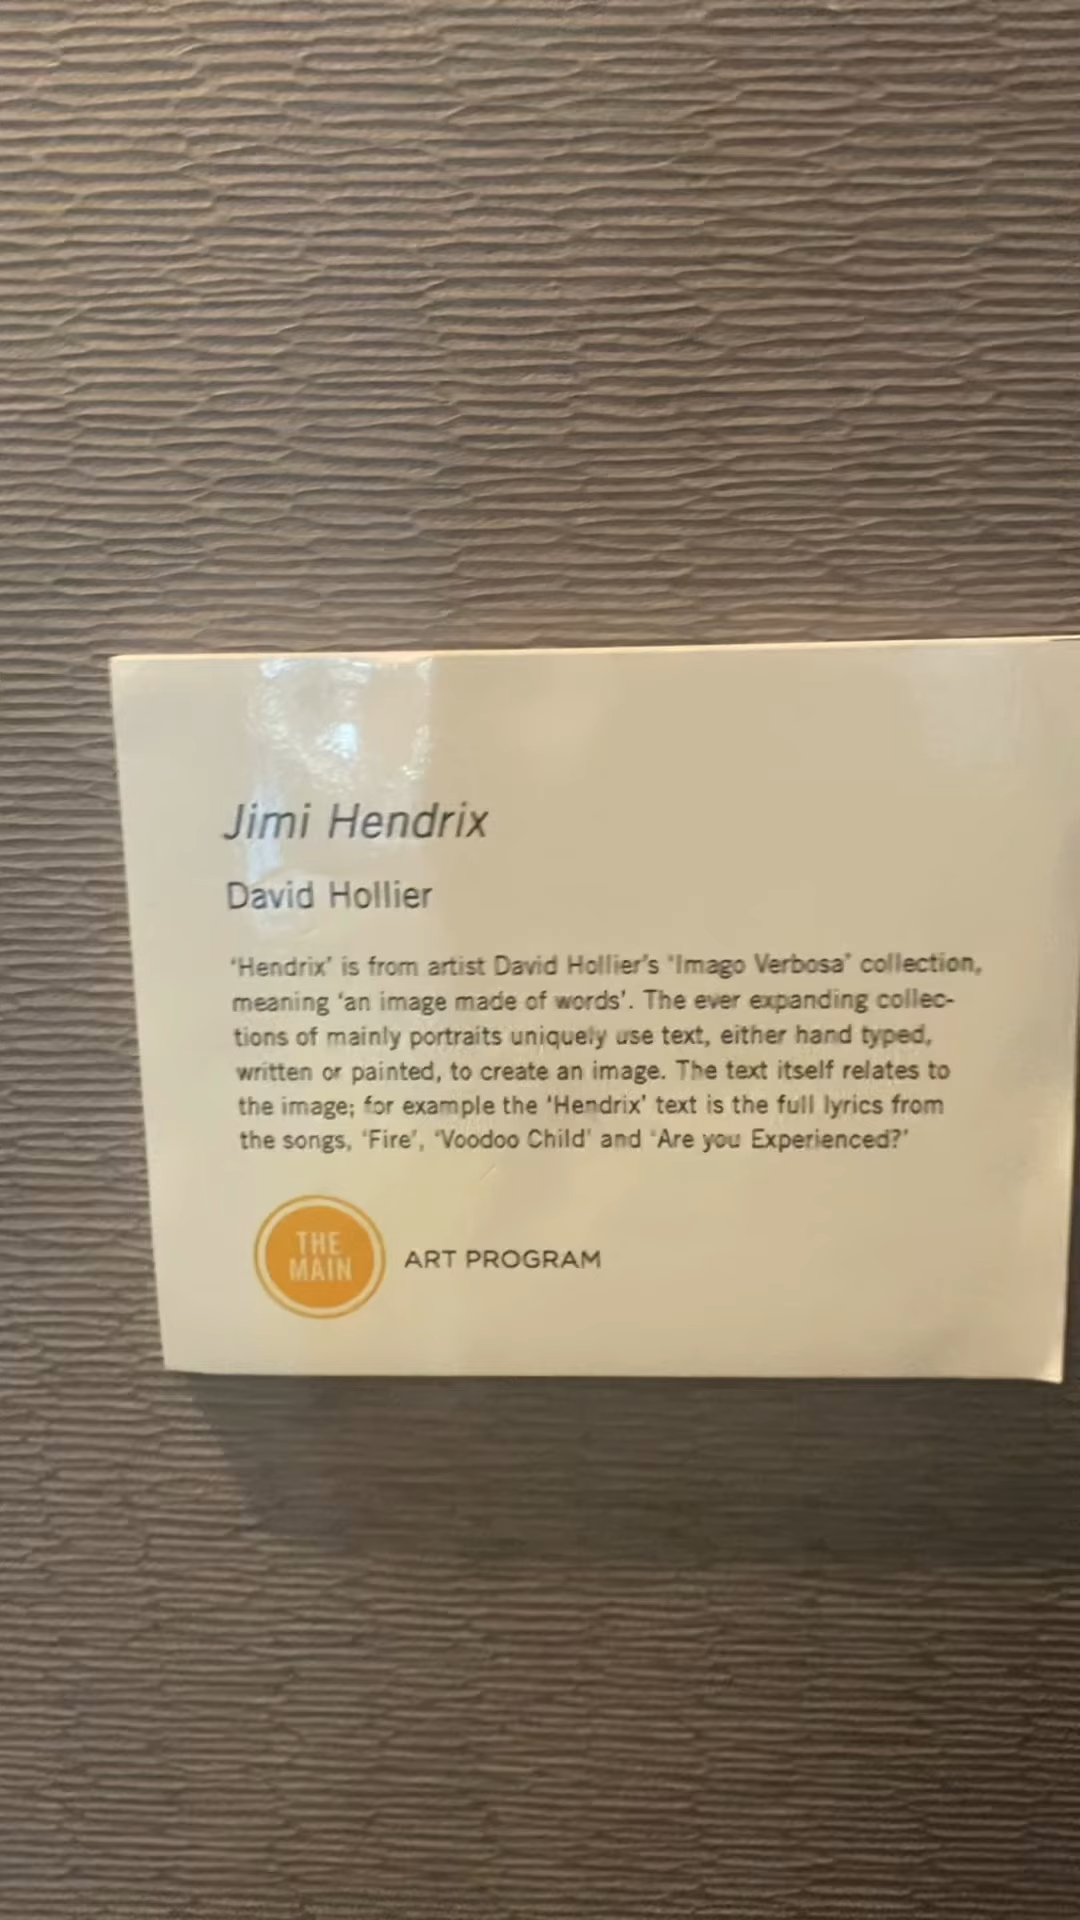 Jimi Hendrix
David Hollier
‘Hendrix’ is from artist David Hollier’s ‘Imago Verbosa’ collection,
meaning ‘an image made of words’. The ever expanding collec-
tions of mainly portraits uniquely use text, either hand typed,
written or painted, to create an image. The text itself relates to
the image; for example the ‘Hendrix’ text is the full lyrics from
the songs, ‘Fire’, ‘Voodoo Child’ and ‘Are you Experienced?’
THE
MAIN
ART PROGRAM